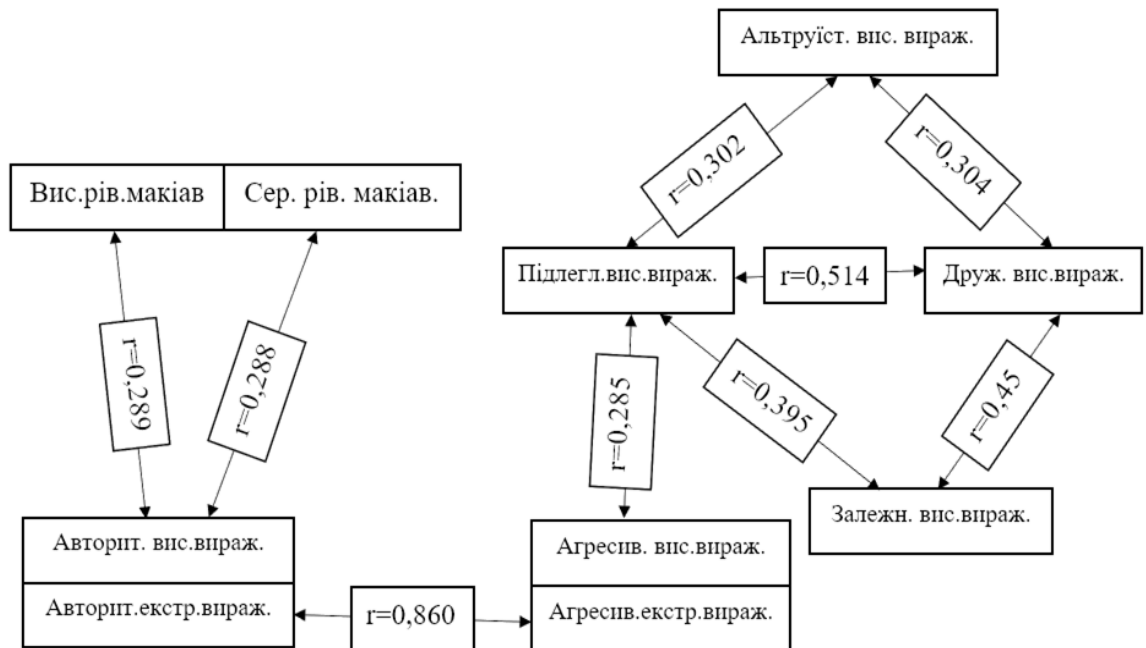 Альтруїст. вис. вираж.
r=0,302
r=0,304
Вис.рів.макіав
Сер. рів. макіав.
Підлегл.вис.вираж.
r=0,514
Друж. вис.вираж.
r=0,289
r=0,288
r=0,285
r=0,395
r=0,45
Залежн. вис.вираж.
Авторит. вис.вираж.
Агресив. вис.вираж.
Авторит.екстр.вираж.
r=0,860
Агресив.екстр.вираж.